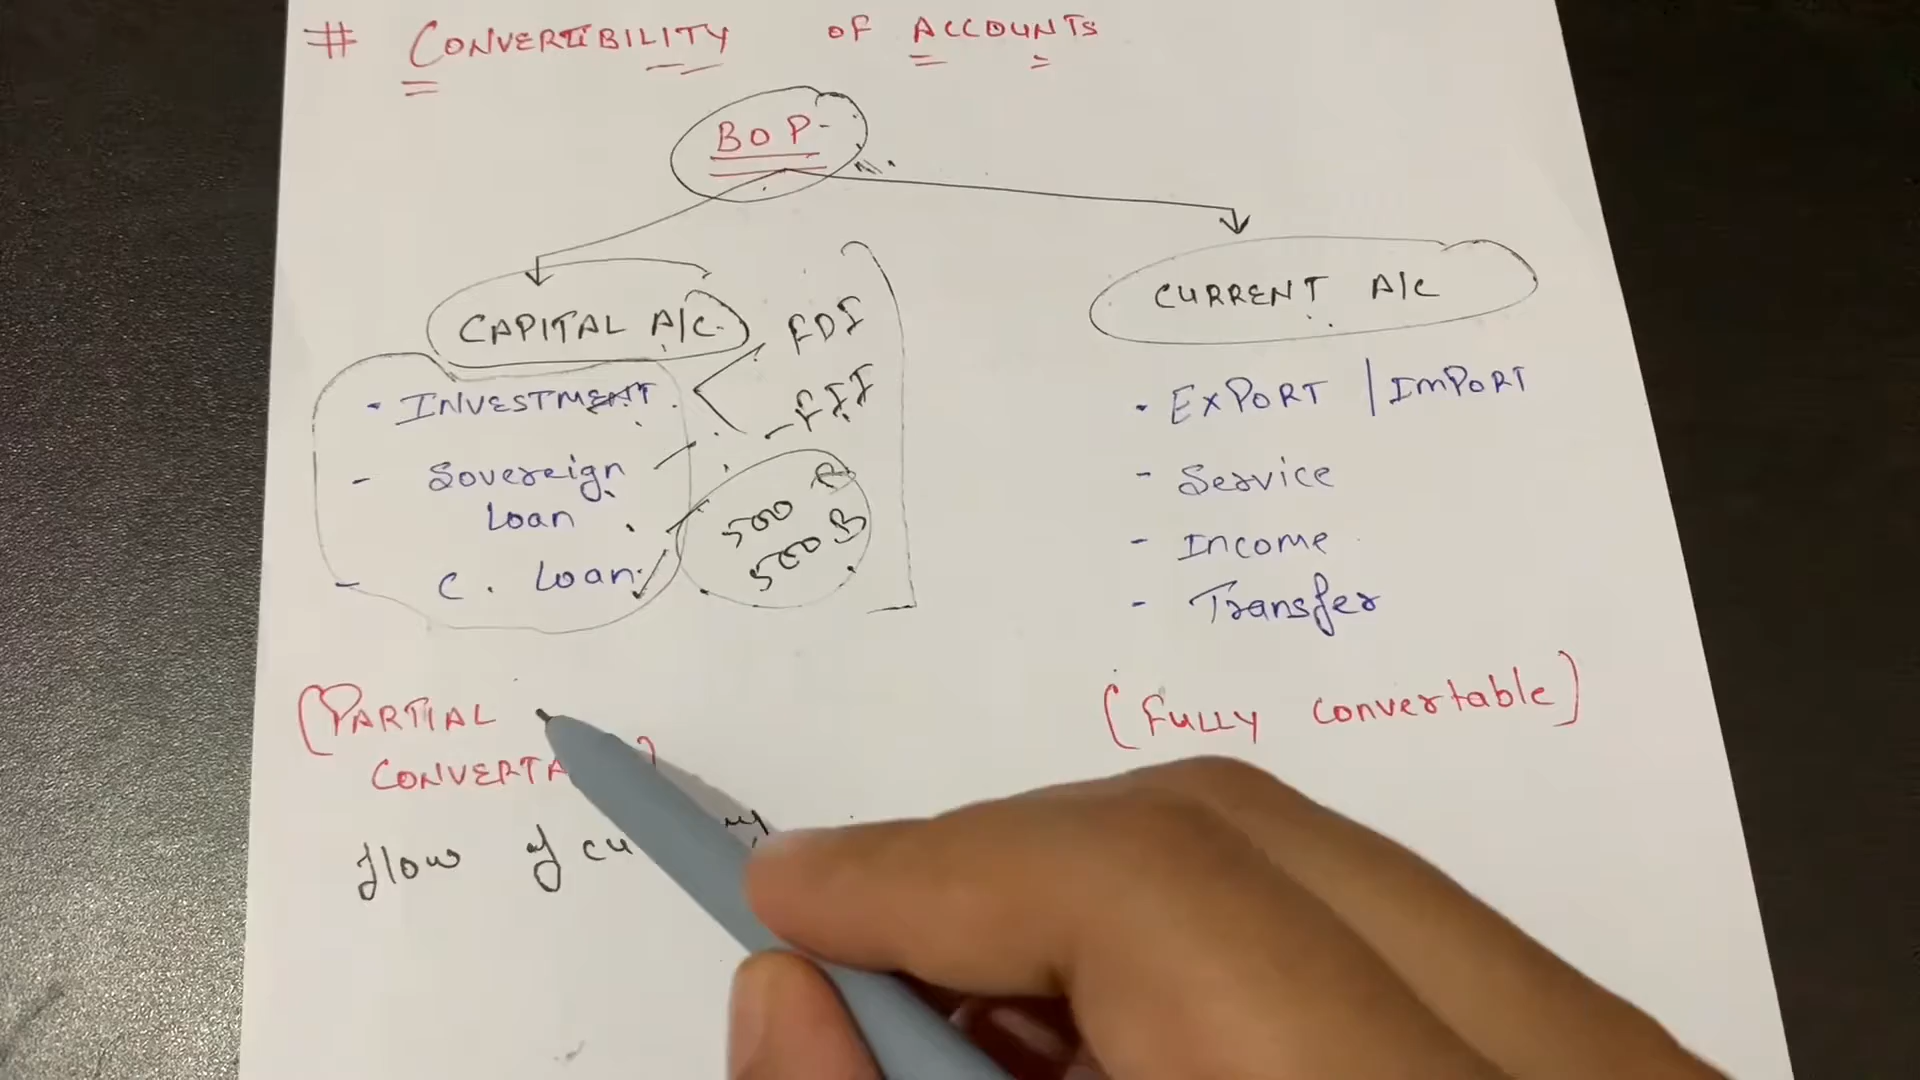 # CONVERTIBILITY OF ACCOUNTS
BOP
CAPITAL A/C.
- INVESTMENT
FDI
- FII
- Sovereign
Loan
- C. Loan
500
500 B
(PARTIAL
flow of
CURRENT A/C
- EXPORT / IMPORT
- Service
- Income
- Transfer
(FULLY convertable)